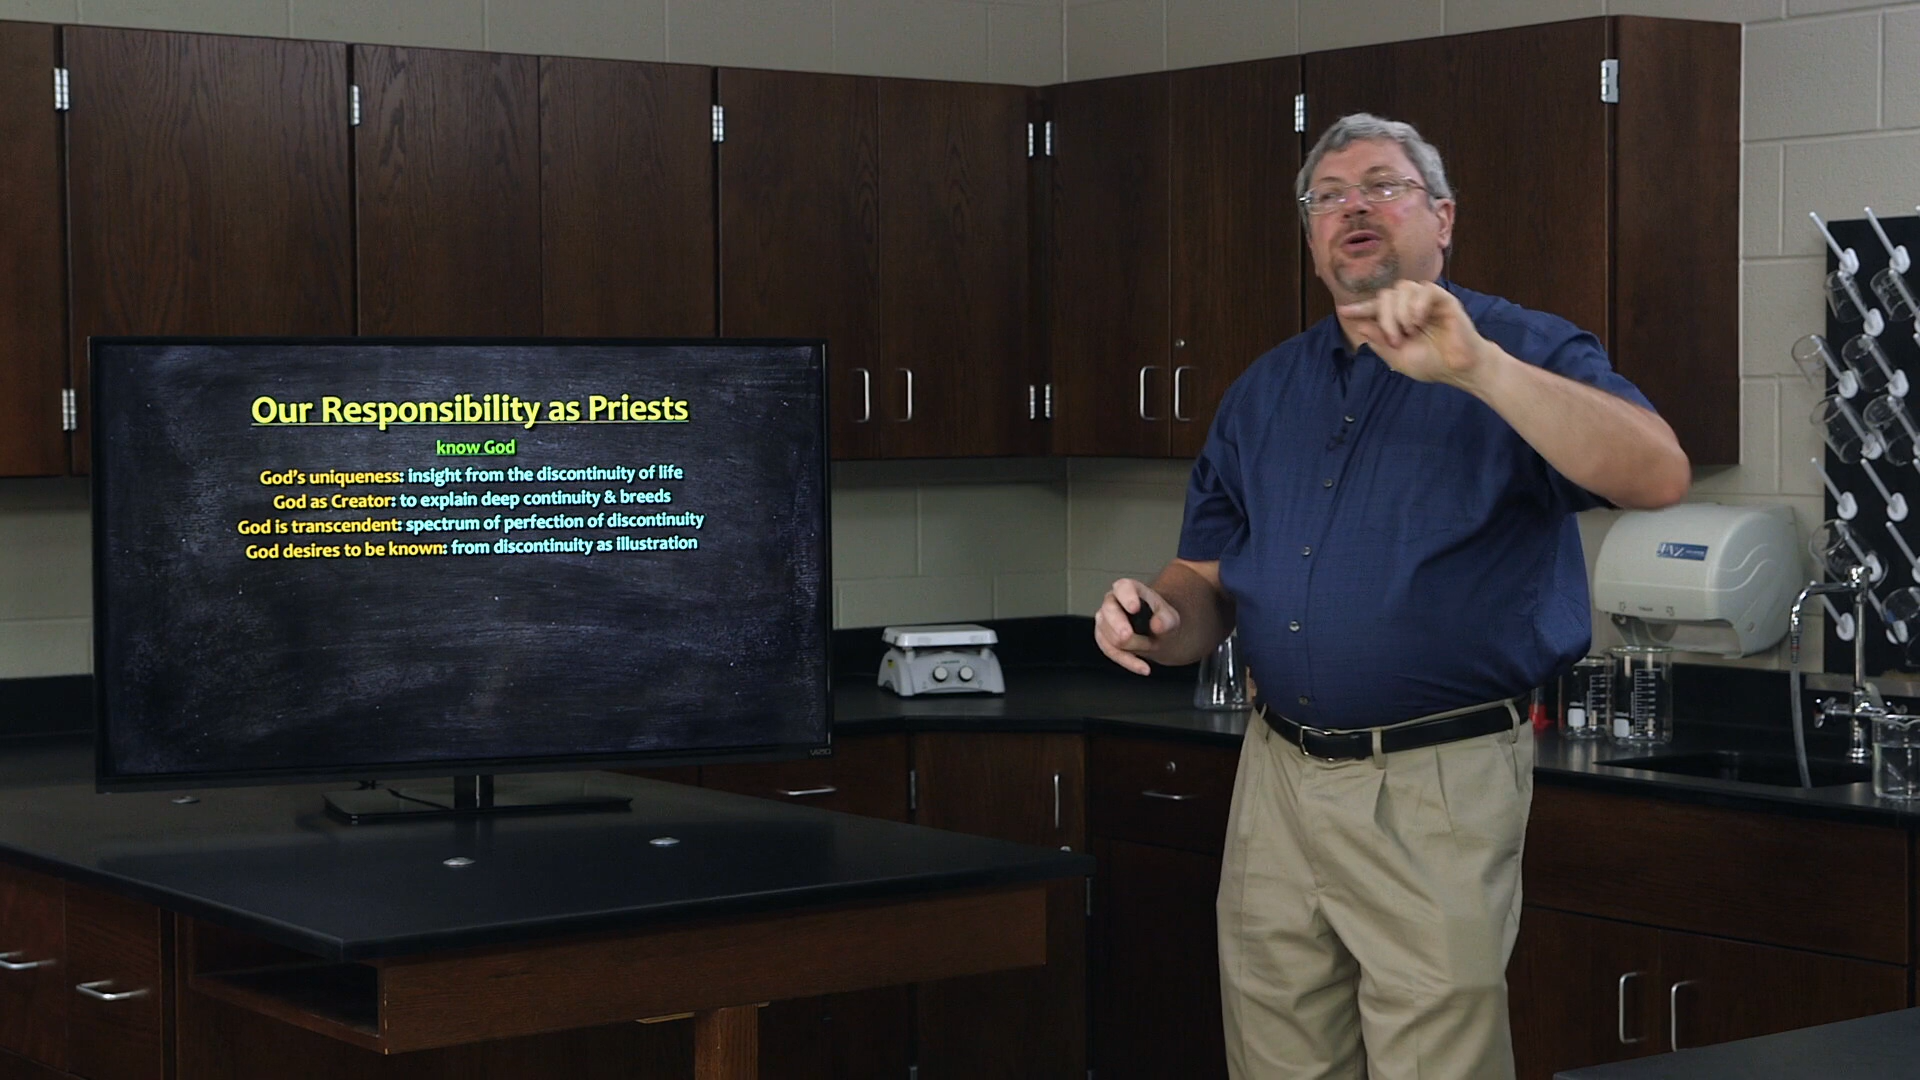 Our Responsibility as Priests
know God
God's uniqueness: insight from the discontinuity of life
God as Creator: to explain deep continuity & breeds
God is transcendent: spectrum of perfection of discontinuity
God desires to be known: from discontinuity as illustration
VIZIO